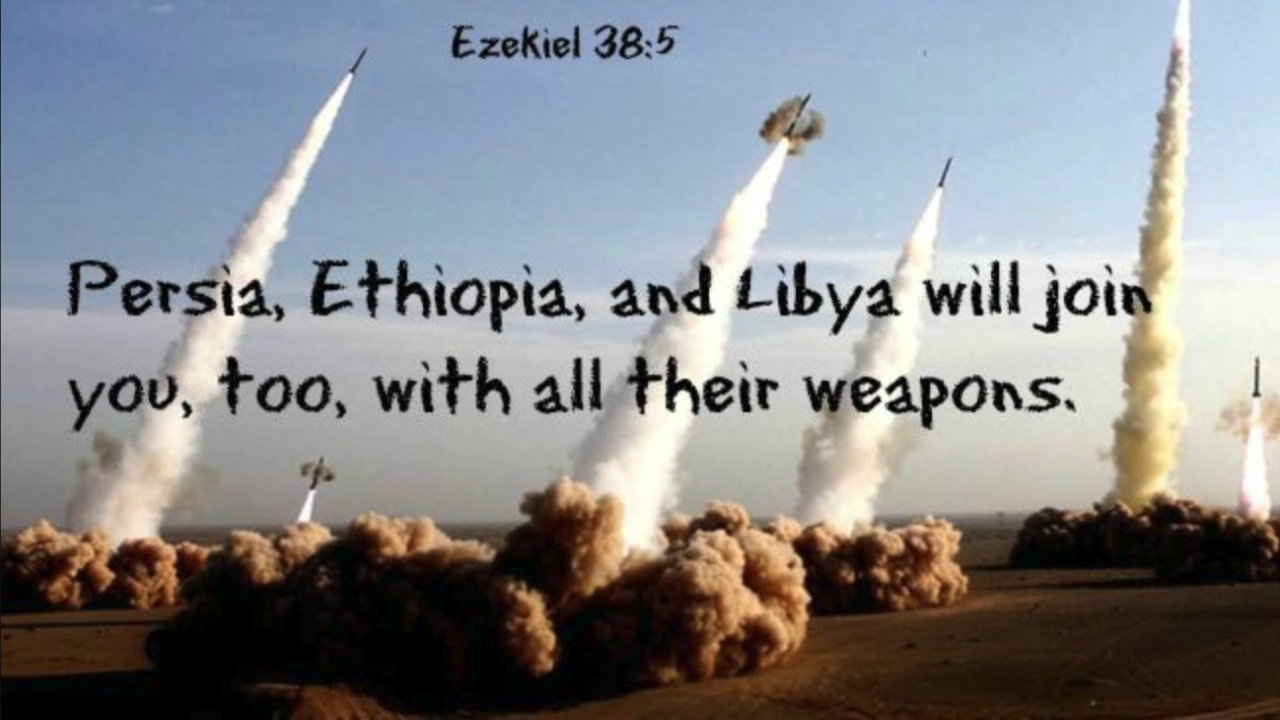 Ezekiel 38:5
Persia, Ethiopia, and Libya will join
you, too, with all their weapons.